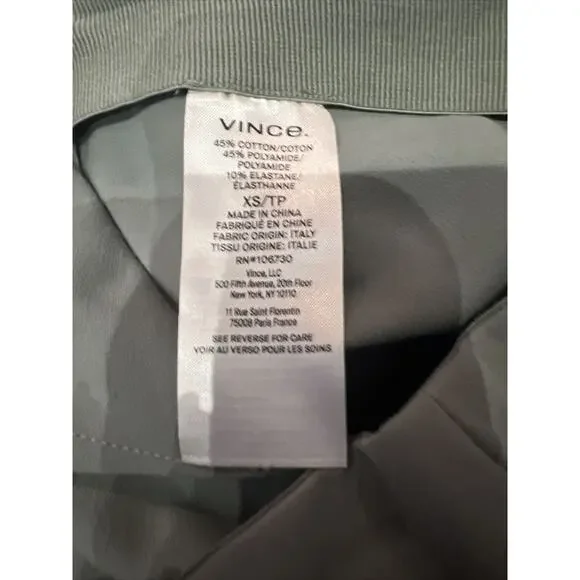 VINCe.
45% COTTON/COTON
45% POLYAMIDE/
POLYAMIDE
10% ELASTANE/
ÉLASTHANNE
XS/TP
MADE IN CHINA
FABRIQUÉ EN CHINE
FABRIC ORIGIN: ITALY
TISSU ORIGINE: ITALIE
RN#106730
Vince, LLC
500 Fifth Avenue, 20th Floor
New York, NY 10110
11 Rue Saint Florentin
75008 Paris France
SEE REVERSE FOR CARE
VOIR AU VERSO POUR LES SOINS